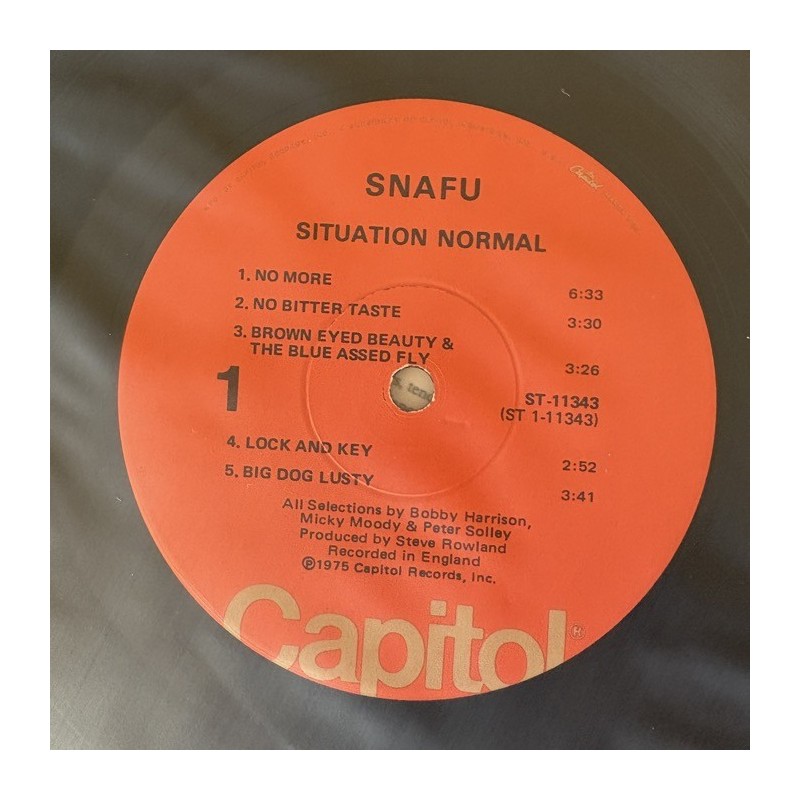 SNAFU
SITUATION NORMAL
1. NO MORE 6:33
2. NO BITTER TASTE 3:30
3. BROWN EYED BEAUTY &
THE BLUE ASSED FLY 3:26
1
ST-11343
(ST 1-11343)
4. LOCK AND KEY 2:52
5. BIG DOG LUSTY 3:41
All Selections by Bobby Harrison,
Micky Moody & Peter Solley
Produced by Steve Rowland
Recorded in England
℗1975 Capitol Records, Inc.
Capitol®
Capitol